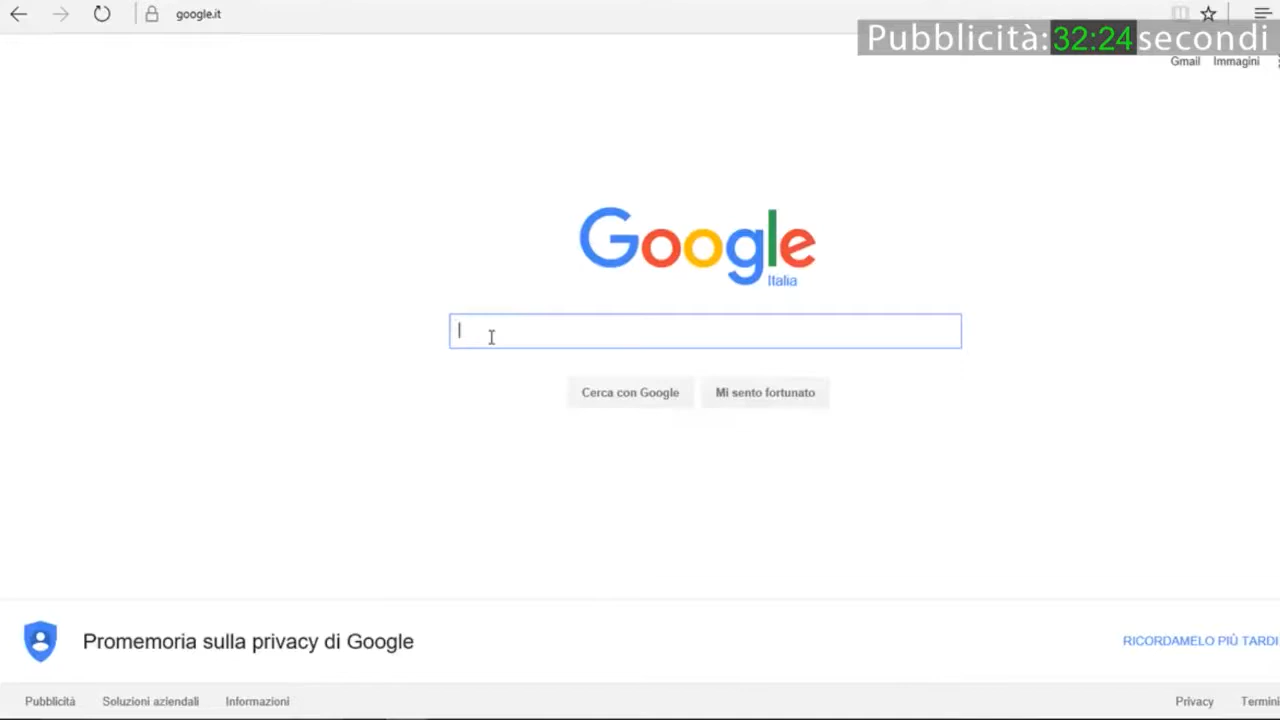 google.it
Pubblicità:32:24secondi
Gmail Immagini
Google
Italia
Cerca con Google Mi sento fortunato
Promemoria sulla privacy di Google
RICORDAMELO PIÙ TARDI
Pubblicità Soluzioni aziendali Informazioni
Privacy Termini